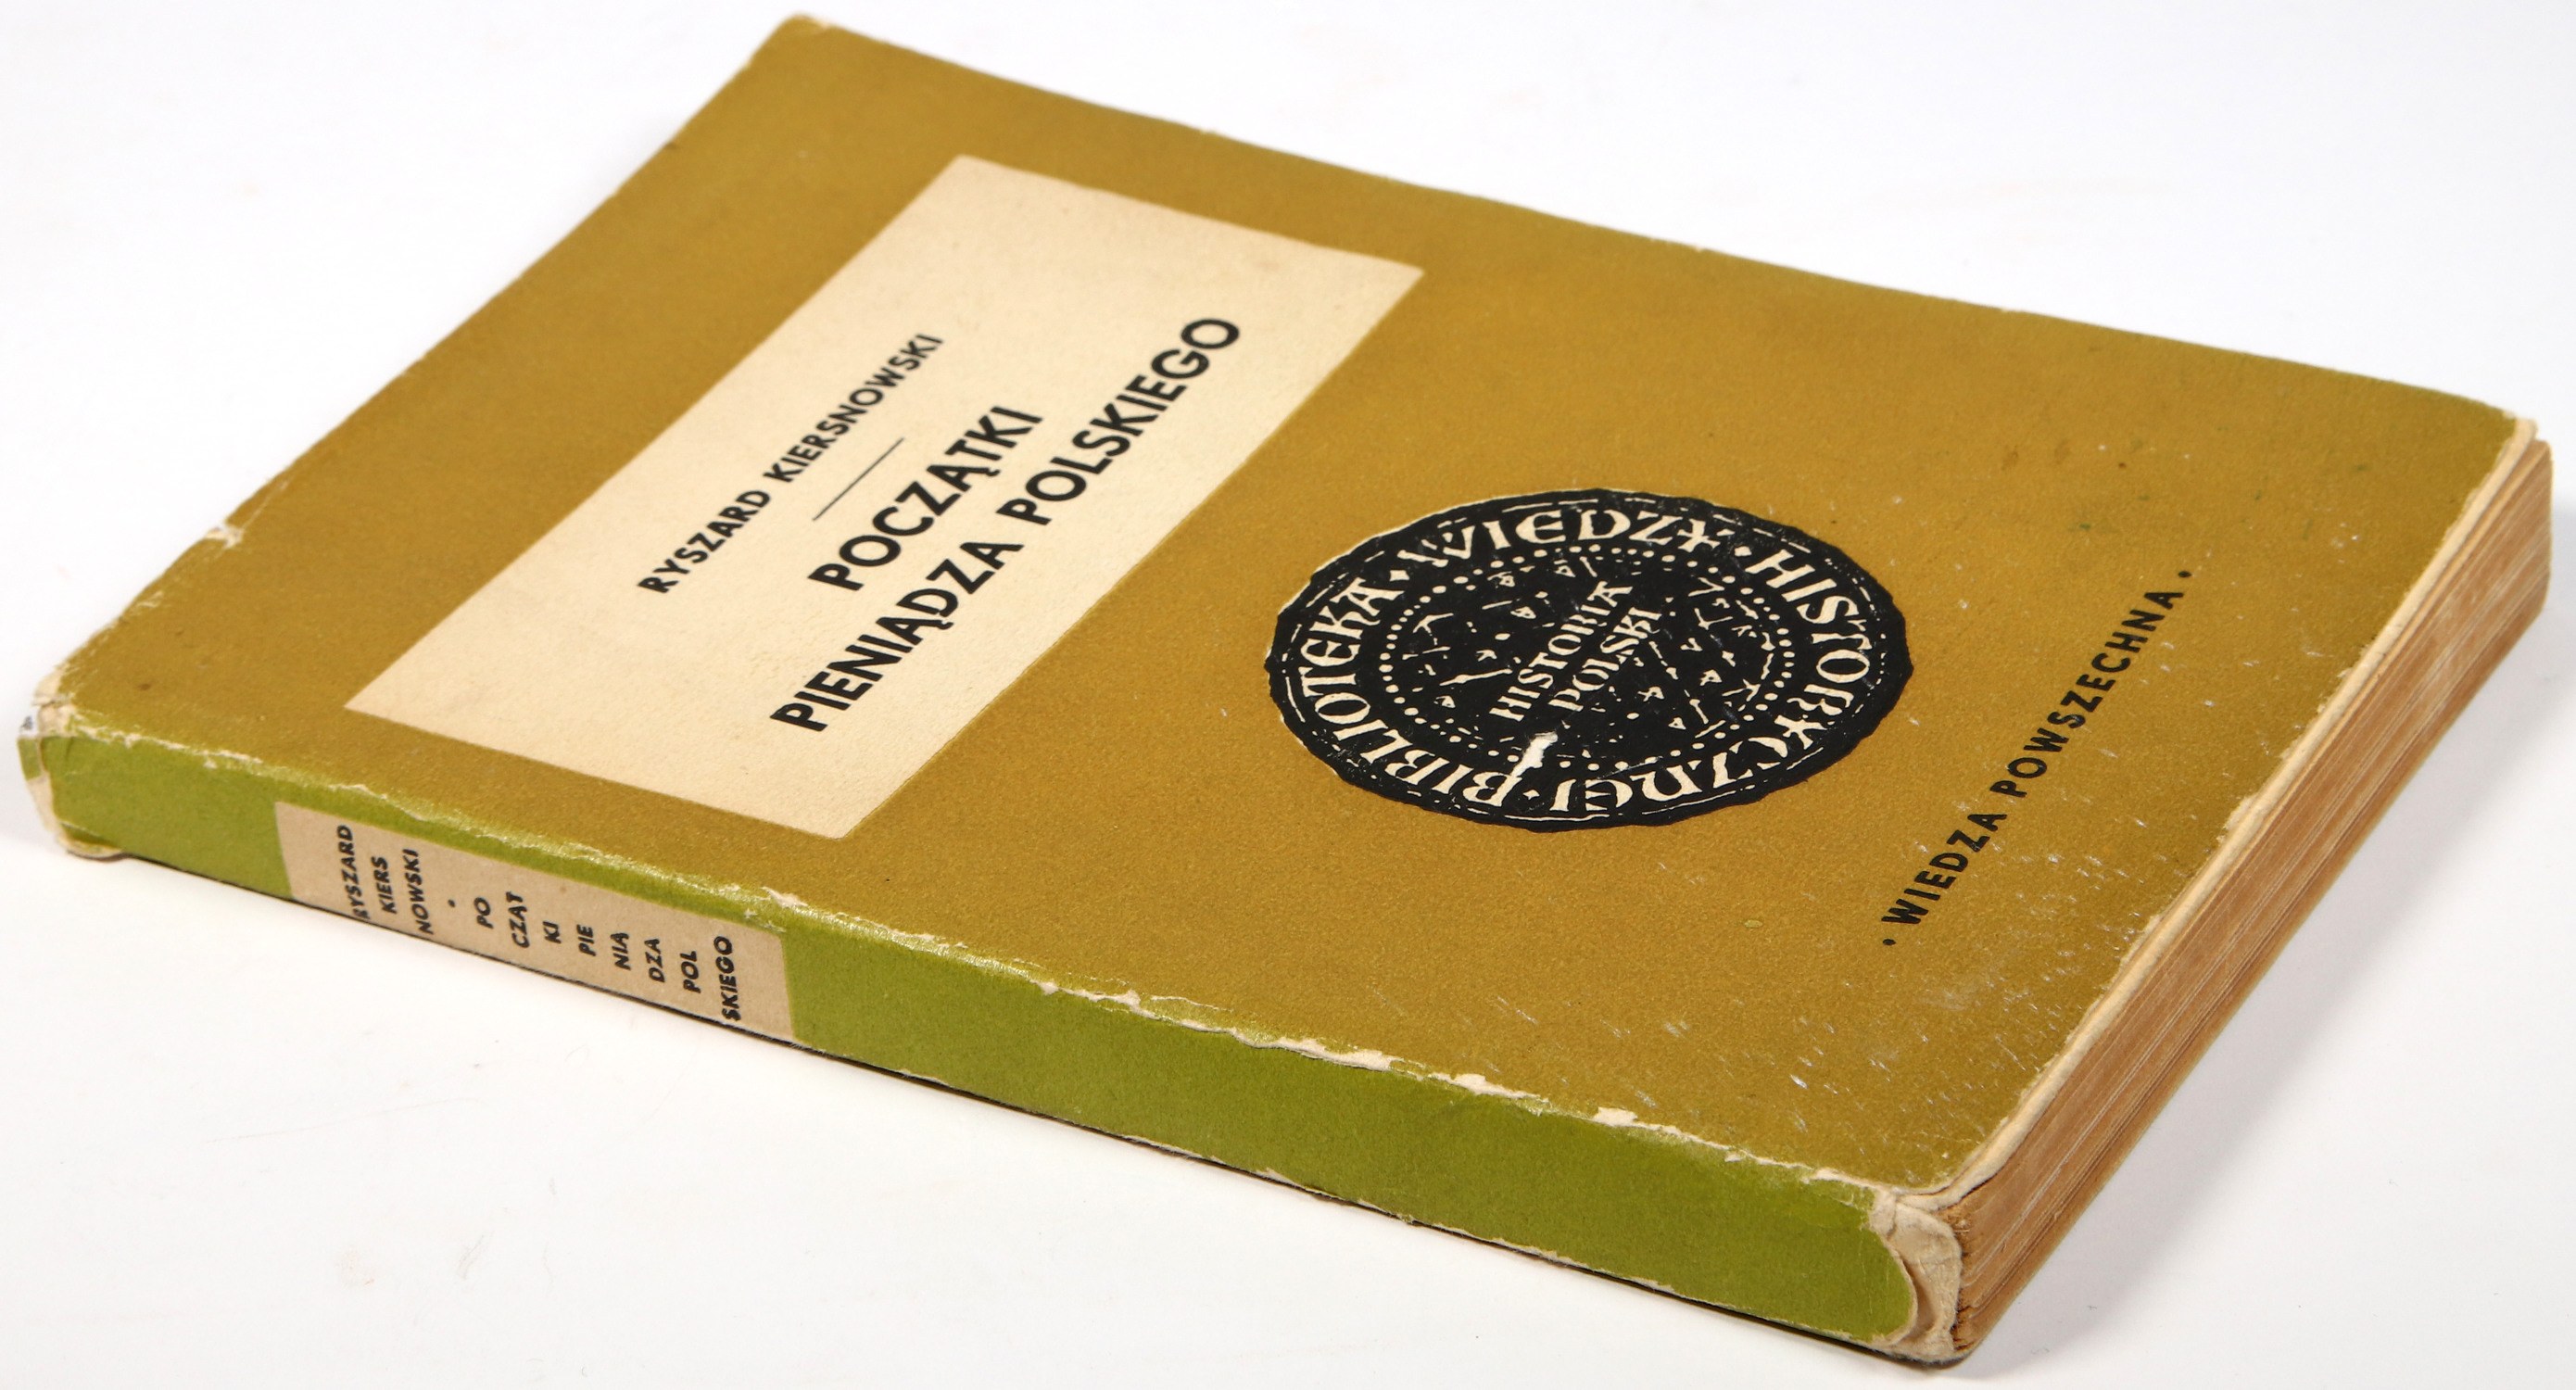 RYSZARD KIERSNOWSKI
POCZĄTKI
PIENIĄDZA POLSKIEGO
BIBLIOTEKA · WIEDZY · HISTORYCZNEJ ·
HISTORIA
POLSKI
· WIEDZA POWSZECHNA ·
RYSZARD
KIERS
NOWSKI
•
PO
CZĄT
KI
PIE
NIĄ
DZA
POL
SKIEGO